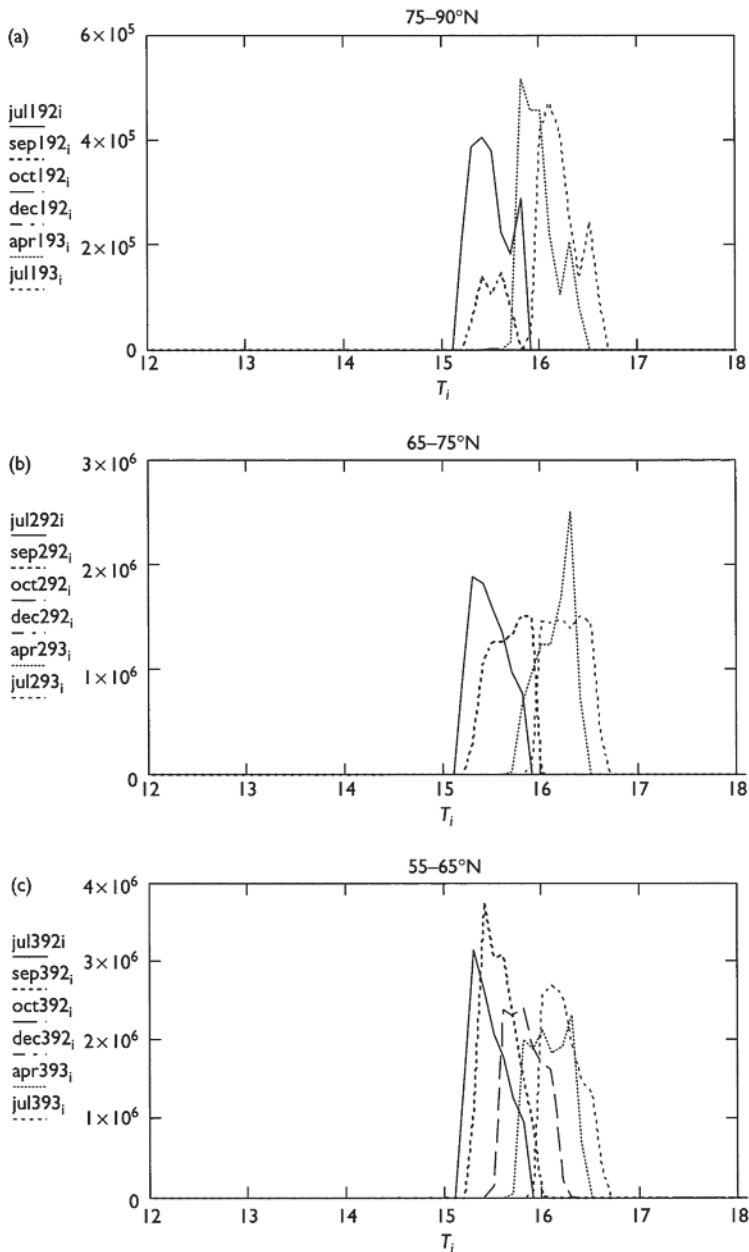 75–90°N
(a)
6×10⁵
jul192i
sep192ᵢ
4×10⁵
oct192ᵢ
dec192ᵢ
2×10⁵
apr193ᵢ
jul193ᵢ
0
12 13 14 15 16 17 18
Tᵢ
65–75°N
(b)
3×10⁶
jul292i
sep292ᵢ
2×10⁶
oct292ᵢ
dec292ᵢ
1×10⁶
apr293ᵢ
jul293ᵢ
0
12 13 14 15 16 17 18
Tᵢ
55–65°N
(c)
4×10⁶
jul392i
3×10⁶
sep392ᵢ
oct392ᵢ
2×10⁶
dec392ᵢ
apr393ᵢ
1×10⁶
jul393ᵢ
0
12 13 14 15 16 17 18
Tᵢ